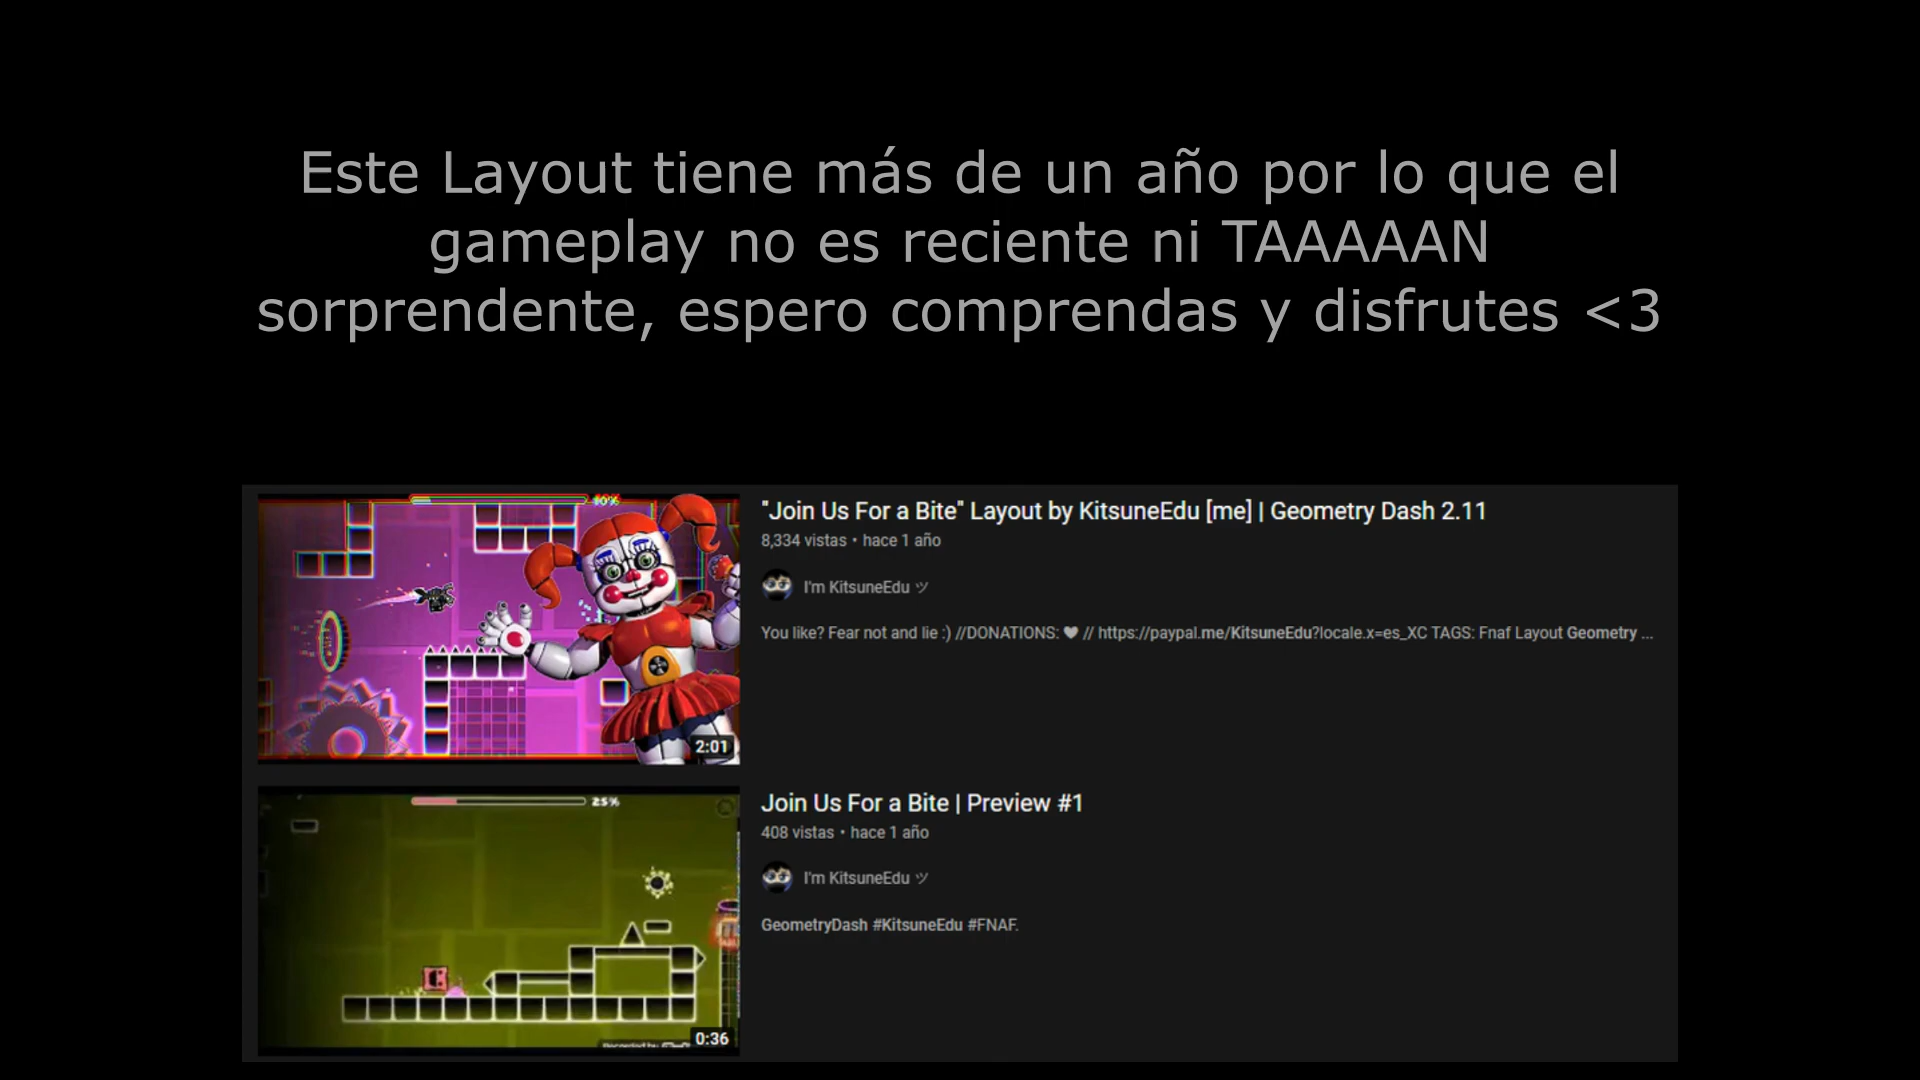 Este Layout tiene más de un año por lo que el
gameplay no es reciente ni TAAAAAN
sorprendente, espero comprendas y disfrutes <3
10%
2:01
"Join Us For a Bite" Layout by KitsuneEdu [me] | Geometry Dash 2.11
8,334 vistas • hace 1 año
I'm KitsuneEdu ツ
You like? Fear not and lie :) //DONATIONS: ♥ // https://paypal.me/KitsuneEdu?locale.x=es_XC TAGS: Fnaf Layout Geometry ...
25%
Recorded by
0:36
Join Us For a Bite | Preview #1
408 vistas • hace 1 año
I'm KitsuneEdu ツ
GeometryDash #KitsuneEdu #FNAF.